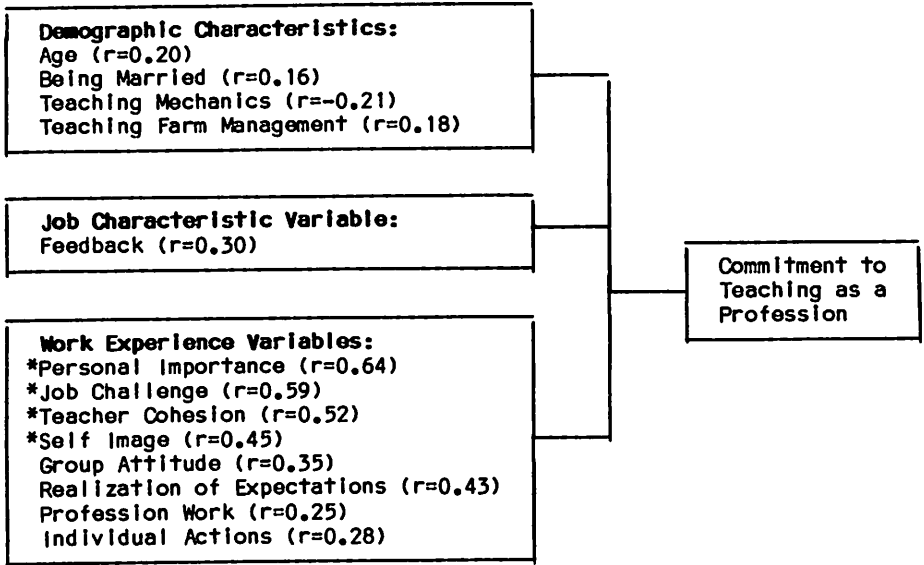 Demographic Characteristics:
Age (r=0.20)
Being Married (r=0.16)
Teaching Mechanics (r=-0.21)
Teaching Farm Management (r=0.18)
Job Characteristic Variable:
Feedback (r=0.30)
Commitment to
Teaching as a
Profession
Work Experience Variables:
*Personal Importance (r=0.64)
*Job Challenge (r=0.59)
*Teacher Cohesion (r=0.52)
*Self Image (r=0.45)
Group Attitude (r=0.35)
Realization of Expectations (r=0.43)
Profession Work (r=0.25)
Individual Actions (r=0.28)